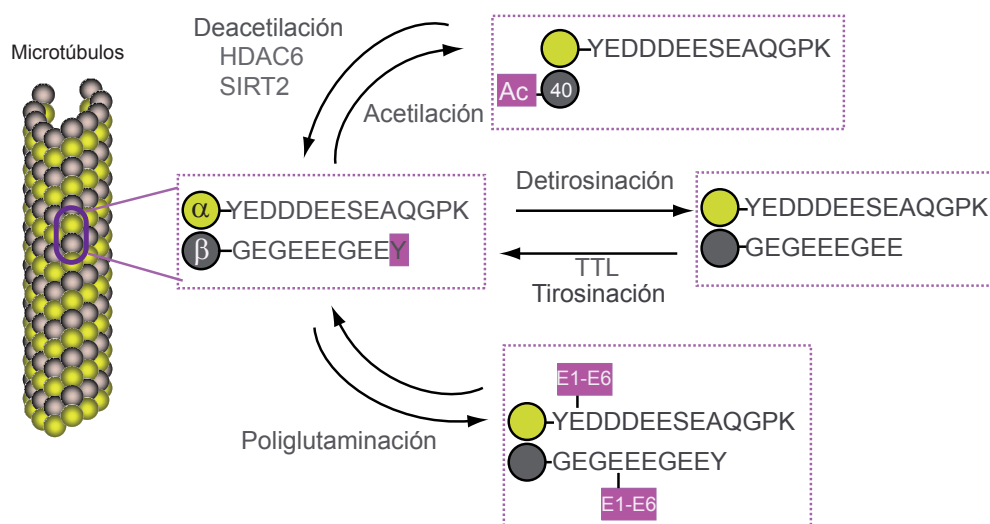 Microtúbulos
Deacetilación
HDAC6
SIRT2
Acetilación
YEDDDEESEAQGPK
Ac
40
α
YEDDDEESEAQGPK
β
GEGEEEGEEY
Detirosinación
TTL
Tirosinación
YEDDDEESEAQGPK
GEGEEEGEE
Poliglutaminación
E1-E6
YEDDDEESEAQGPK
GEGEEEGEEY
E1-E6